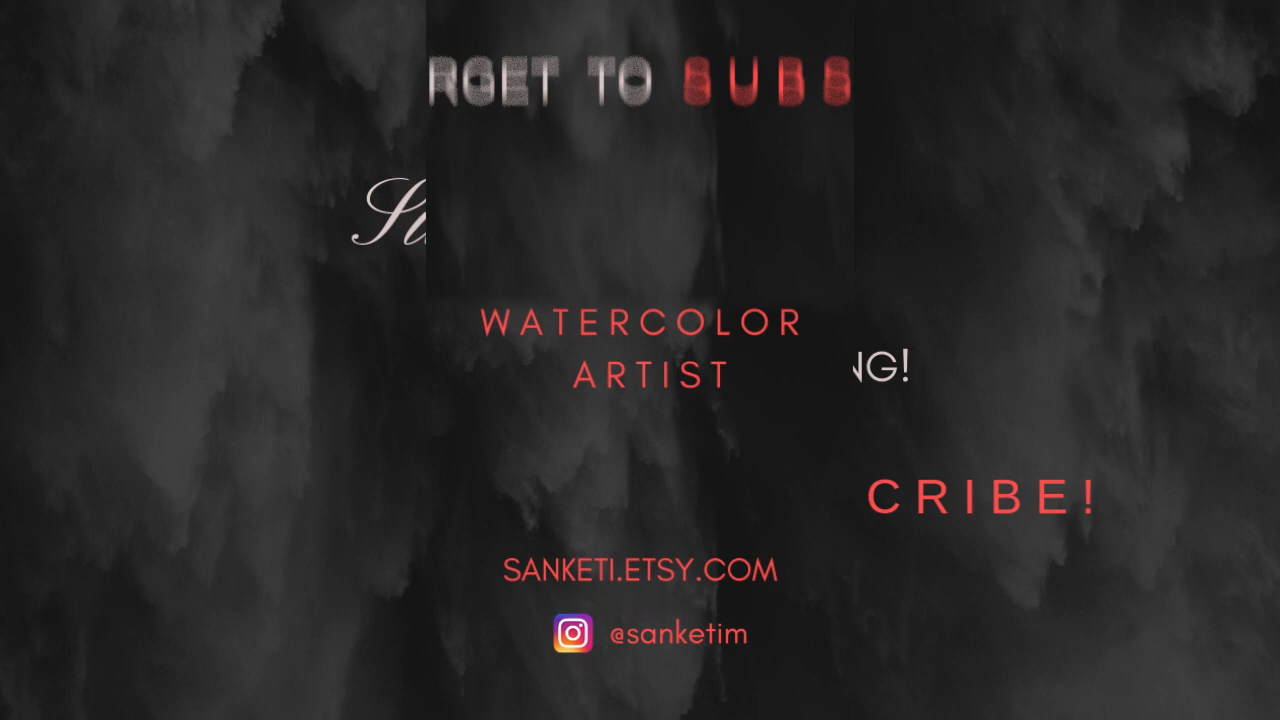 RGET TO SUBS
WATERCOLOR
ARTIST
NG!
CRIBE!
SANKETI.ETSY.COM
@sanketim